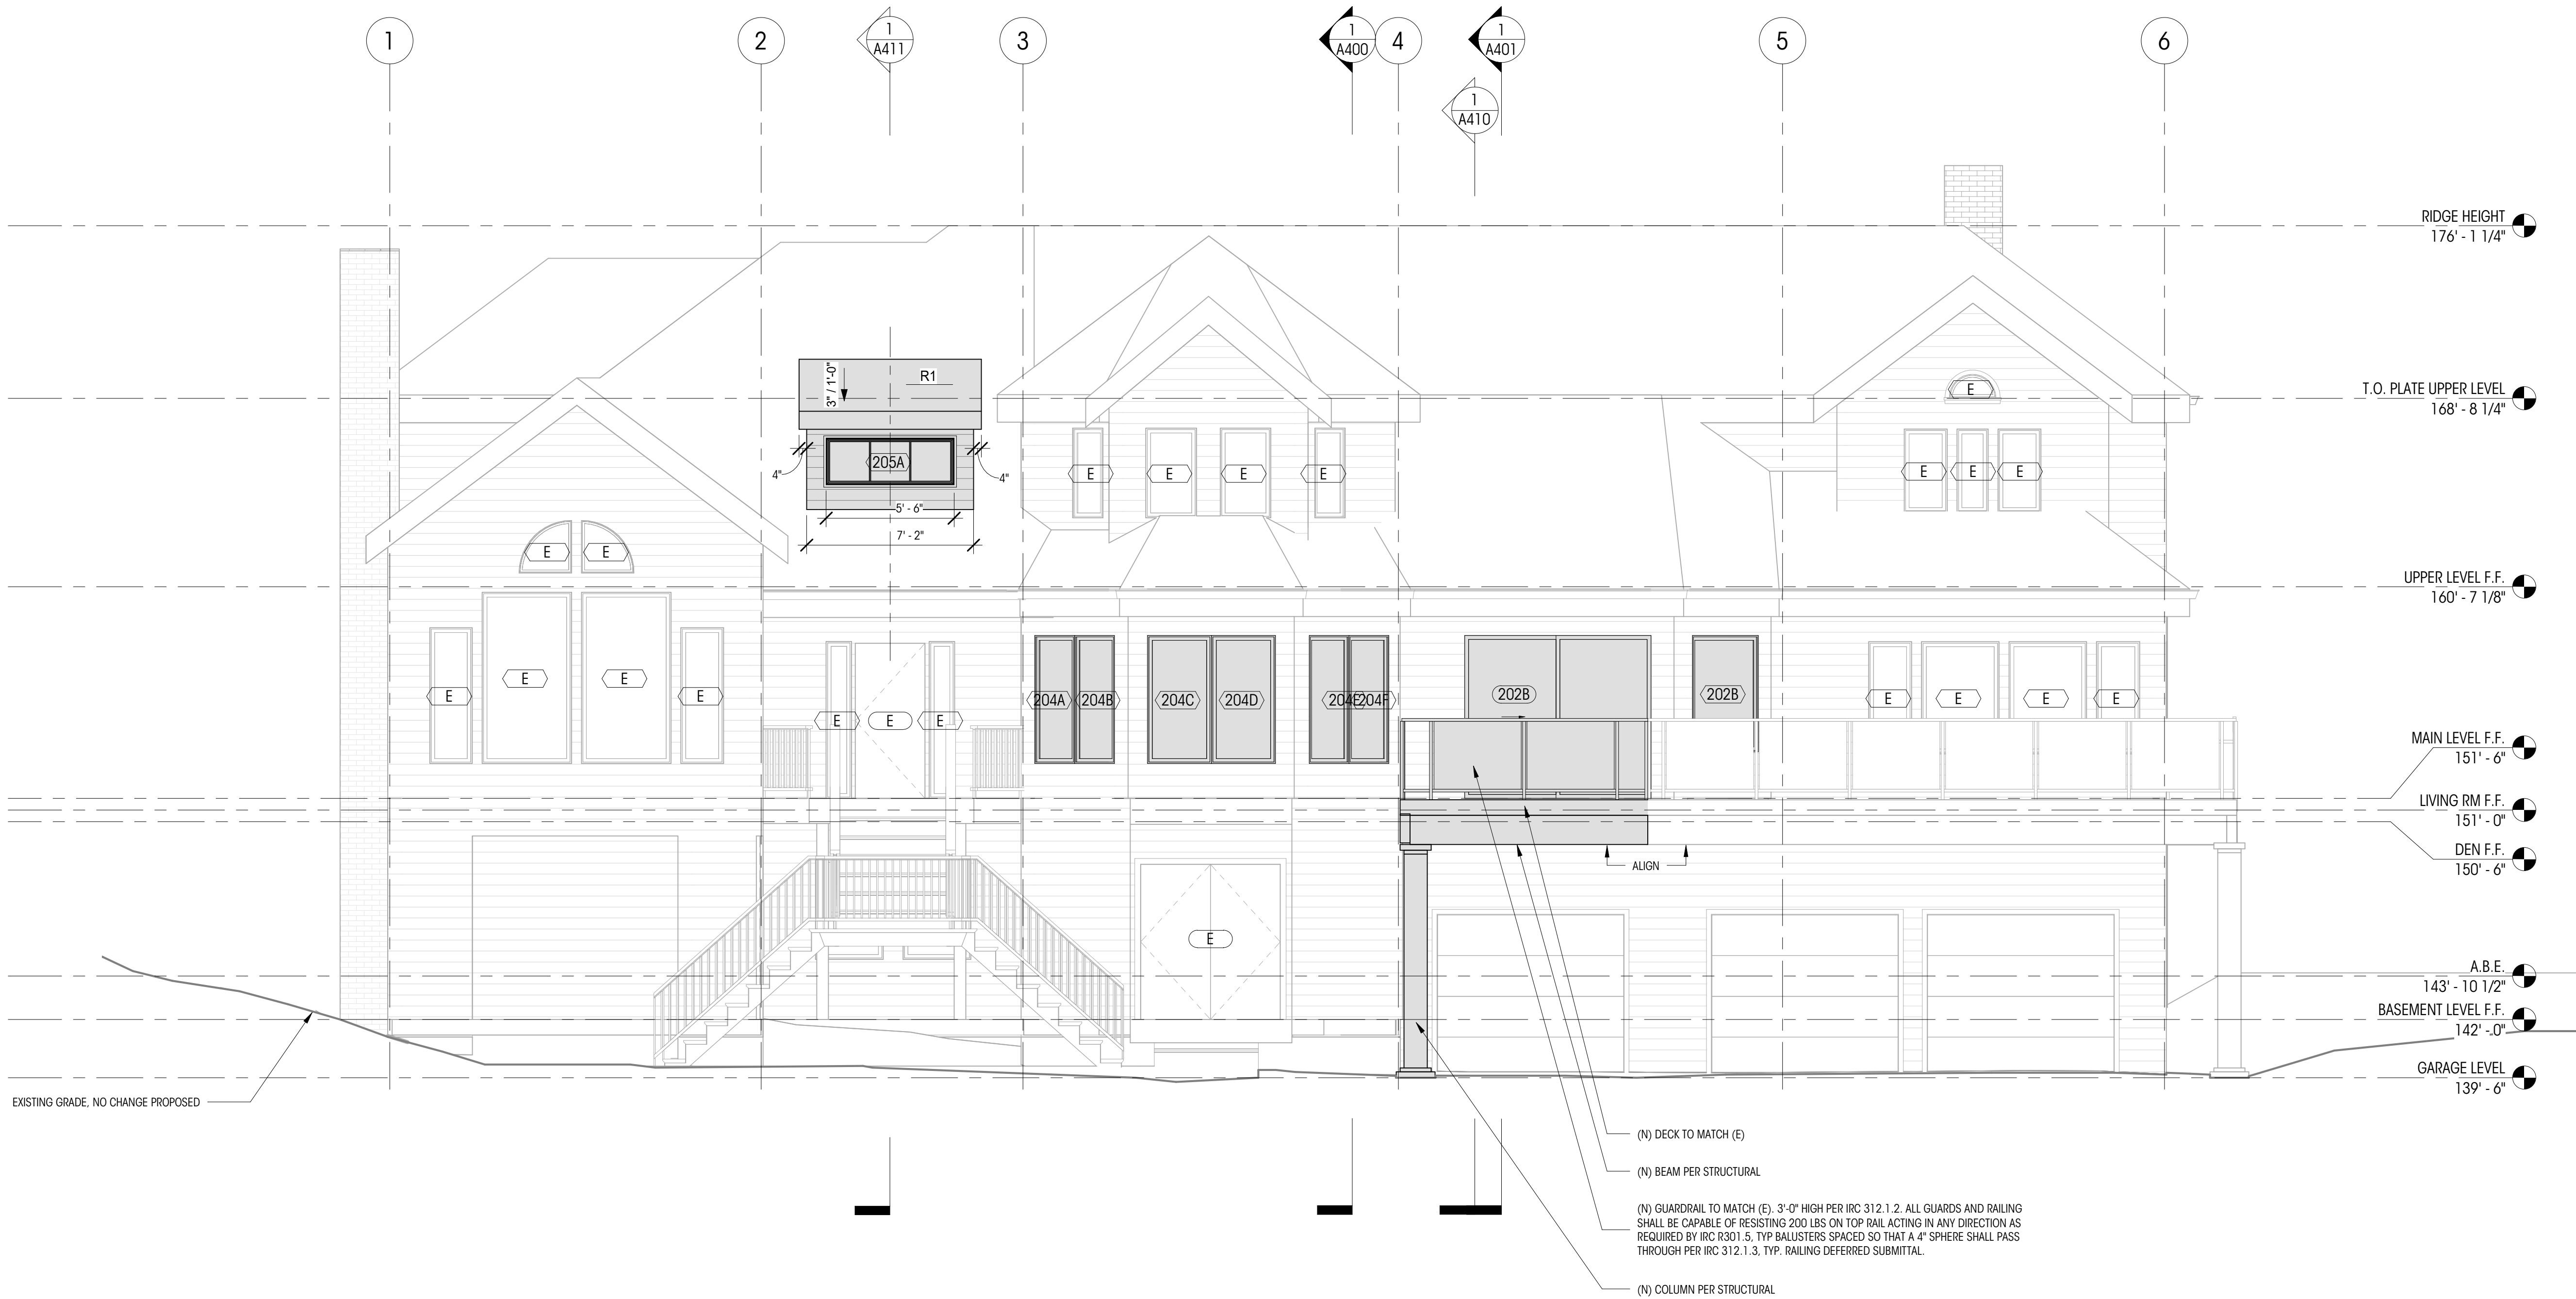 1
2
1
A411
3
1
A400
4
1
A401
1
A410
5
6
RIDGE HEIGHT
176' - 1 1/4"
3" / 1'-0"
R1
T.O. PLATE UPPER LEVEL
168' - 8 1/4"
E
205A
4"
4"
E
E
E
E
E
E
E
5' - 6"
7' - 2"
E
E
UPPER LEVEL F.F.
160' - 7 1/8"
E
E
E
E
E
E
E
204A
204B
204C
204D
204E
204F
202B
202B
E
E
E
E
MAIN LEVEL F.F.
151' - 6"
LIVING RM F.F.
151' - 0"
DEN F.F.
150' - 6"
ALIGN
E
A.B.E.
143' - 10 1/2"
BASEMENT LEVEL F.F.
142' - 0"
GARAGE LEVEL
139' - 6"
EXISTING GRADE, NO CHANGE PROPOSED
(N) DECK TO MATCH (E)
(N) BEAM PER STRUCTURAL
(N) GUARDRAIL TO MATCH (E). 3'-0" HIGH PER IRC 312.1.2. ALL GUARDS AND RAILING
SHALL BE CAPABLE OF RESISTING 200 LBS ON TOP RAIL ACTING IN ANY DIRECTION AS
REQUIRED BY IRC R301.5, TYP BALUSTERS SPACED SO THAT A 4" SPHERE SHALL PASS
THROUGH PER IRC 312.1.3, TYP. RAILING DEFERRED SUBMITTAL.
(N) COLUMN PER STRUCTURAL